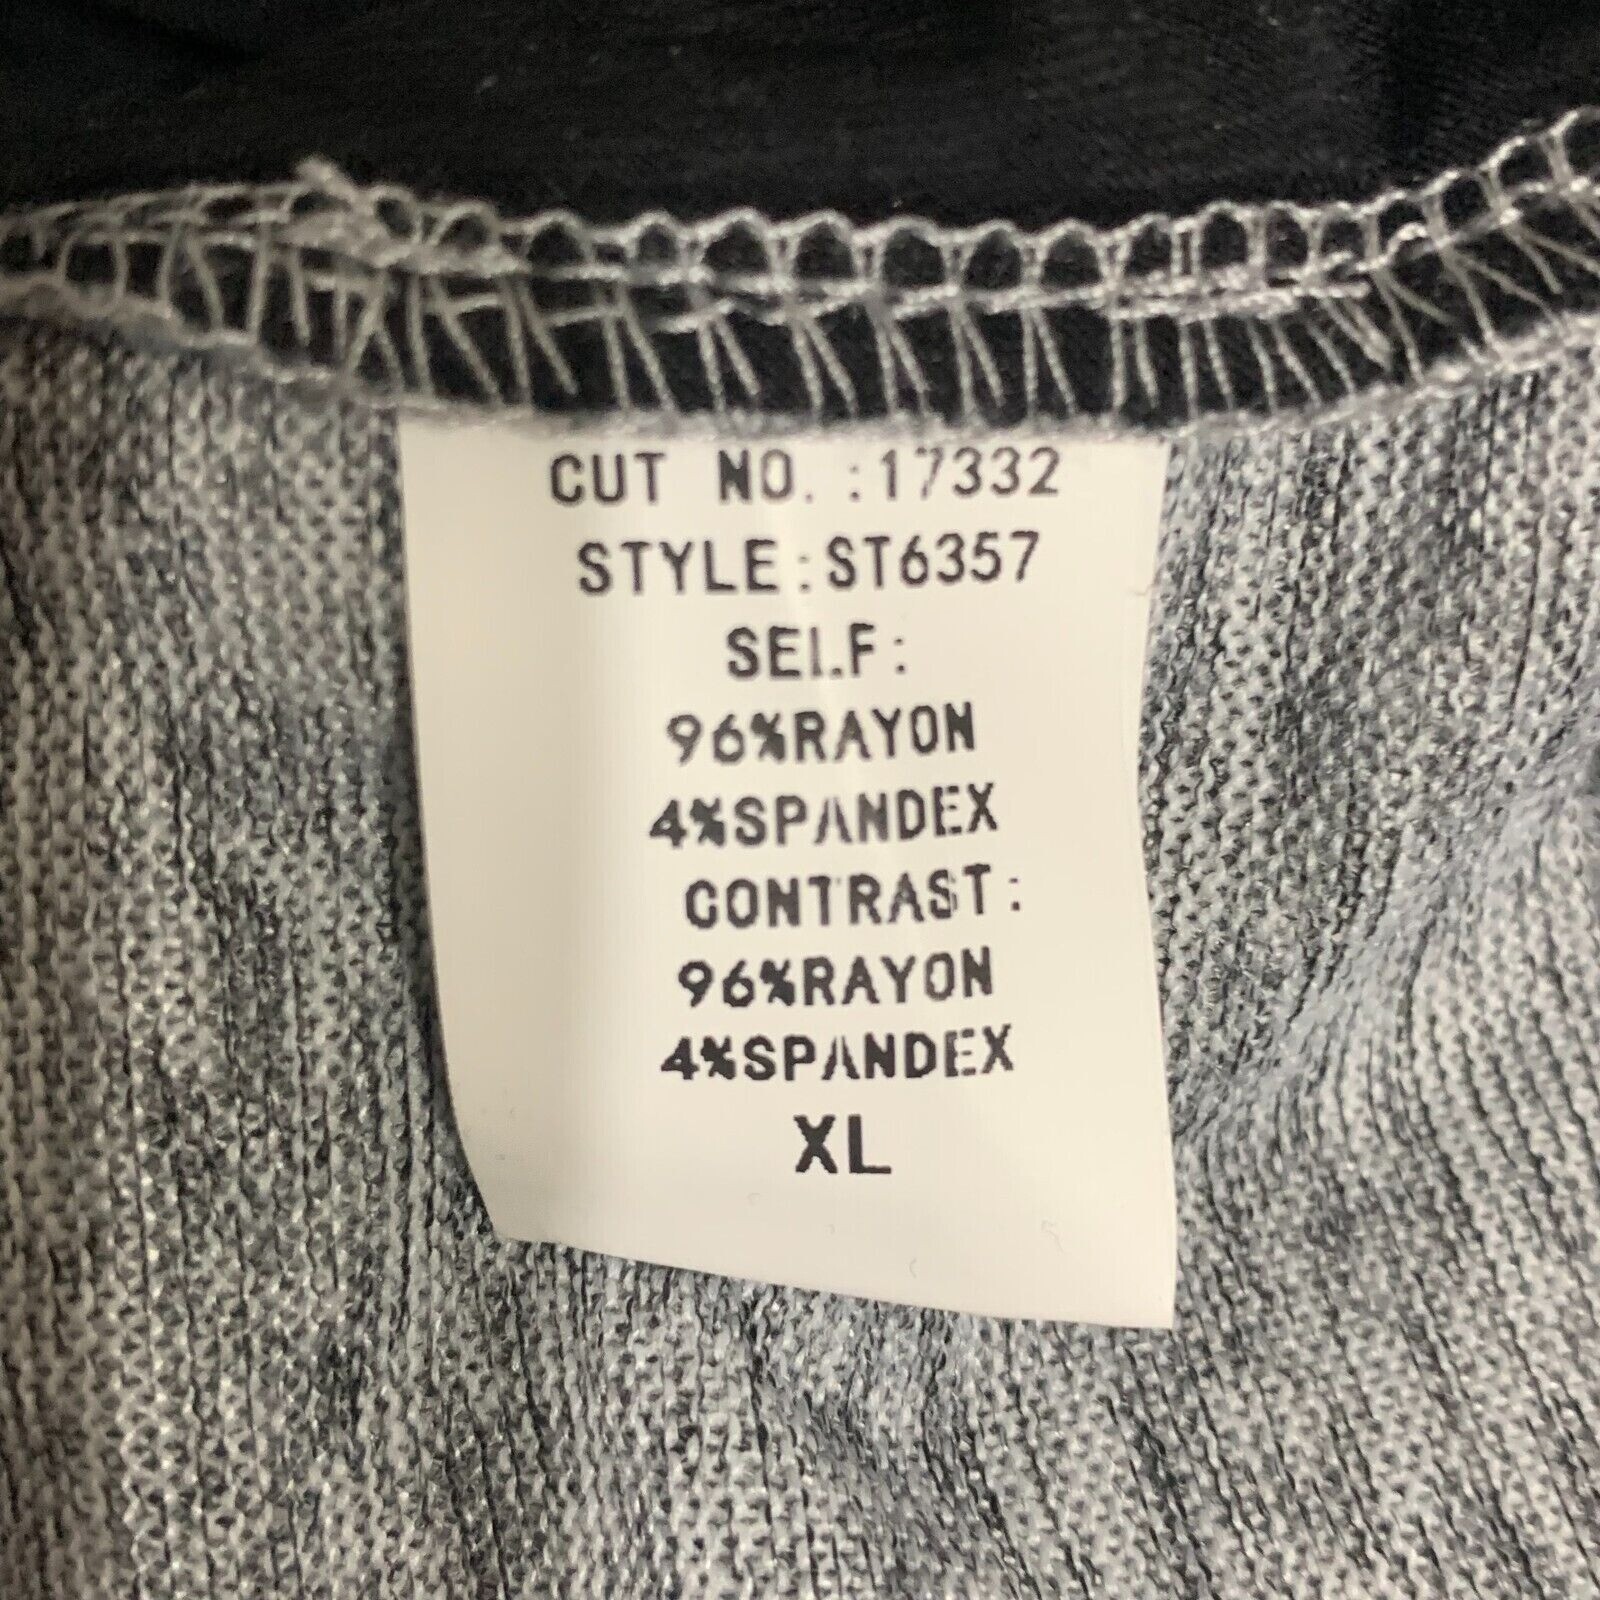 CUT NO.:17332
STYLE:ST6357
SELF:
96%RAYON
4%SPANDEX
CONTRAST:
96%RAYON
4%SPANDEX
XL